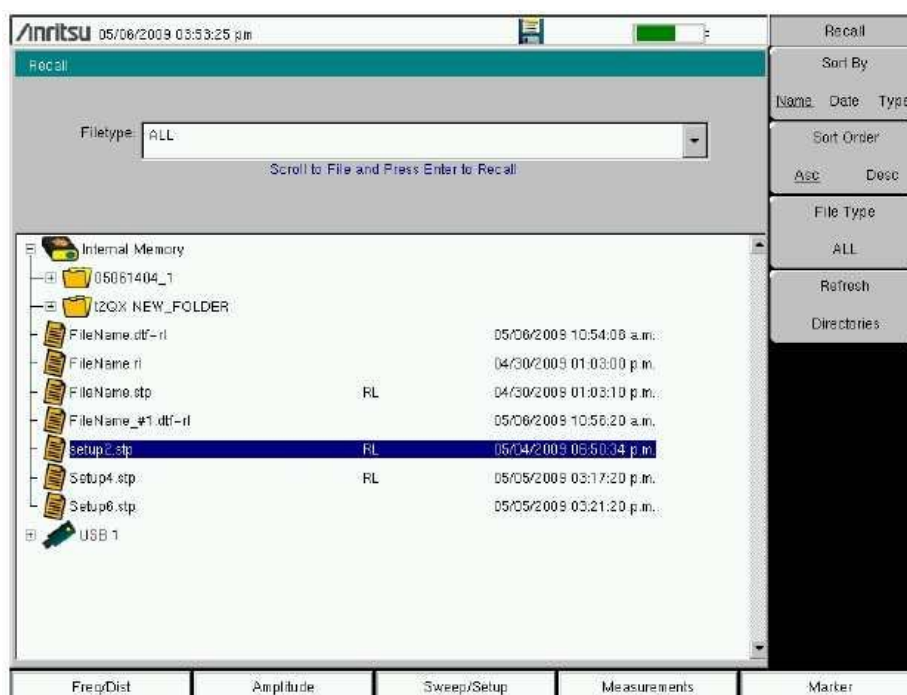 /Inritsu 05/06/2009 03:53:25 pm
Recall
Filetype: ALL
Scroll to File and Press Enter to Recall
Internal Memory
05061404_1
t2QX NEW_FOLDER
FileName.dtf-rl 05/06/2009 10:54:06 a.m.
FileName.rl 04/30/2009 01:03:00 p.m.
FileName.stp RL 04/30/2009 01:03:10 p.m.
FileName_#1.dtf-rl 05/06/2009 10:56:20 a.m.
setup2.stp RL 05/04/2009 06:50:34 p.m.
Setup4.stp RL 05/05/2009 03:17:20 p.m.
Setup6.stp 05/05/2009 03:21:20 p.m.
USB 1
Recall
Sort By
Name Date Type
Sort Order
Asc Desc
File Type
ALL
Refresh
Directories
Freq/Dist Amplitude Sweep/Setup Measurements Marker